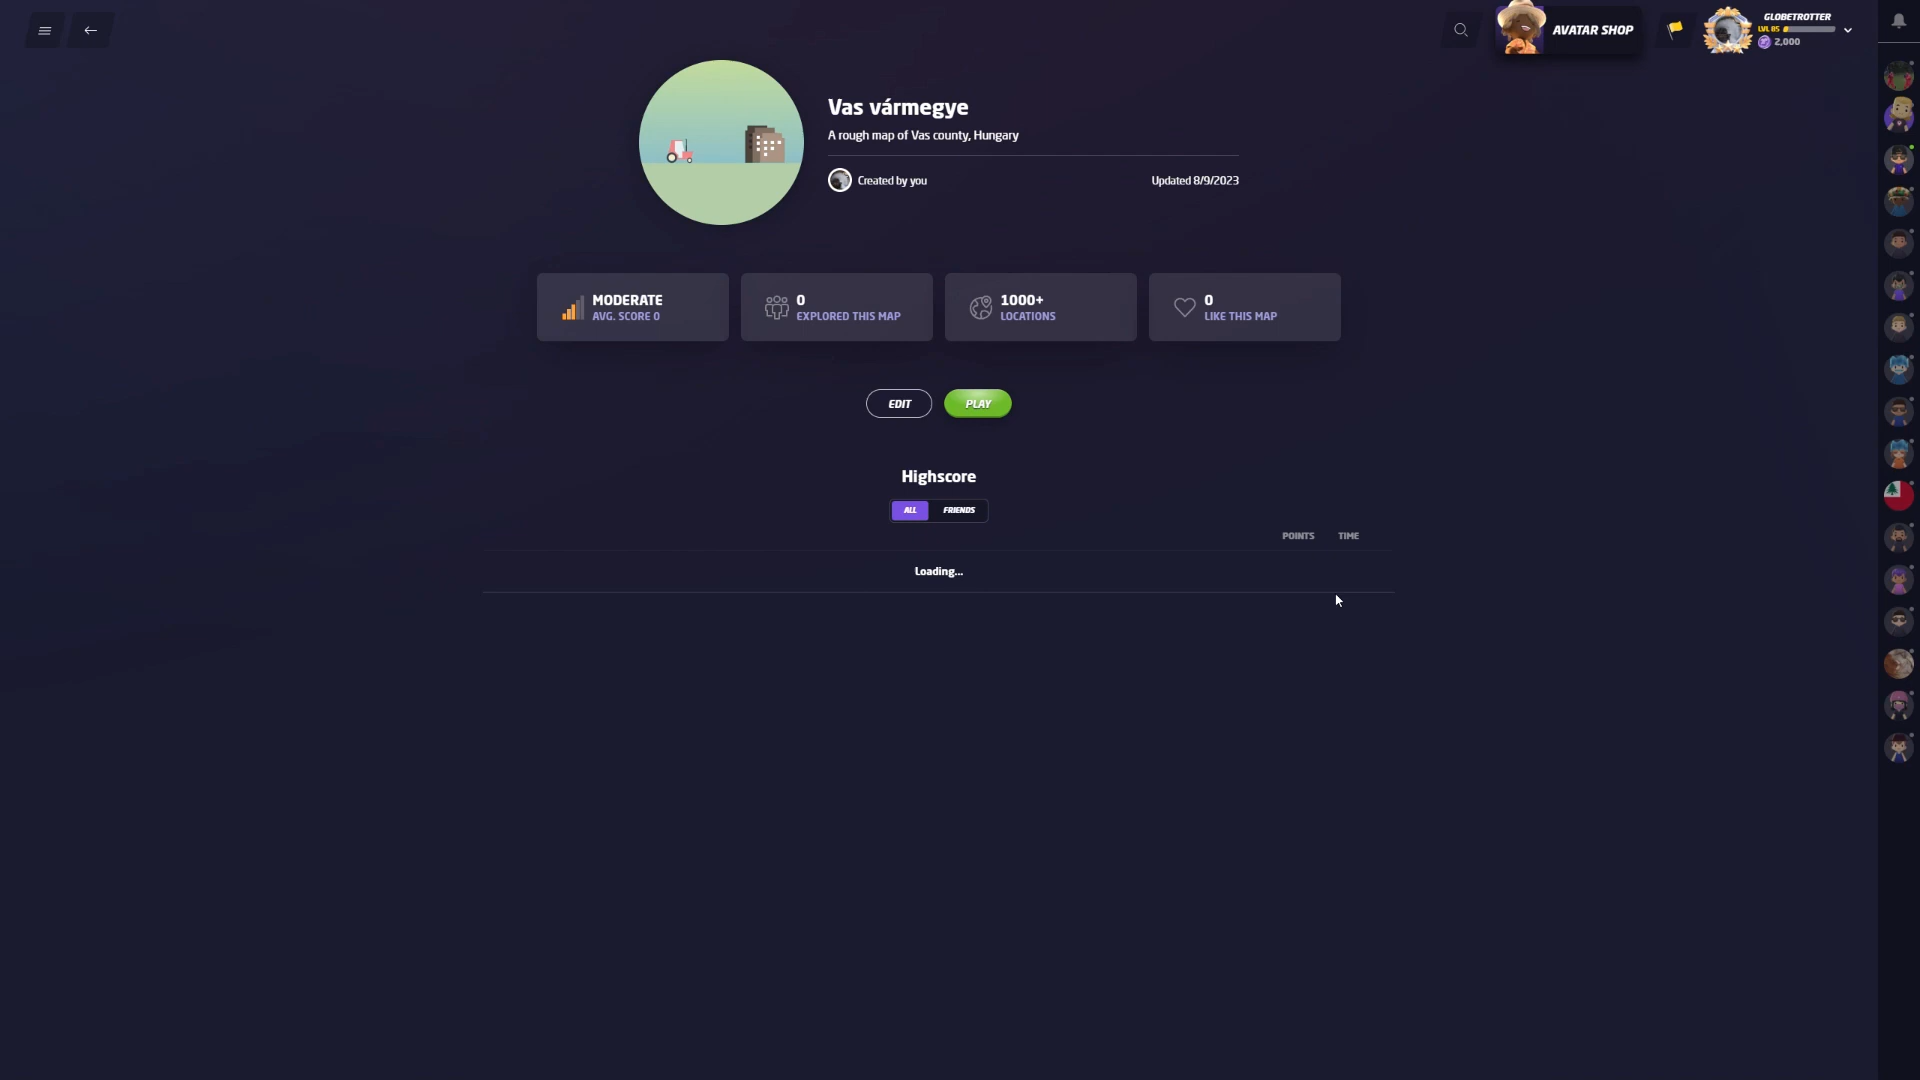 AVATAR SHOP
GLOBETROTTER
LVL 85
2,000
Vas vármegye
A rough map of Vas county, Hungary
Created by you
Updated 8/9/2023
MODERATE
AVG. SCORE 0
0
EXPLORED THIS MAP
1000+
LOCATIONS
0
LIKE THIS MAP
EDIT
PLAY
Highscore
ALL
FRIENDS
POINTS
TIME
Loading...